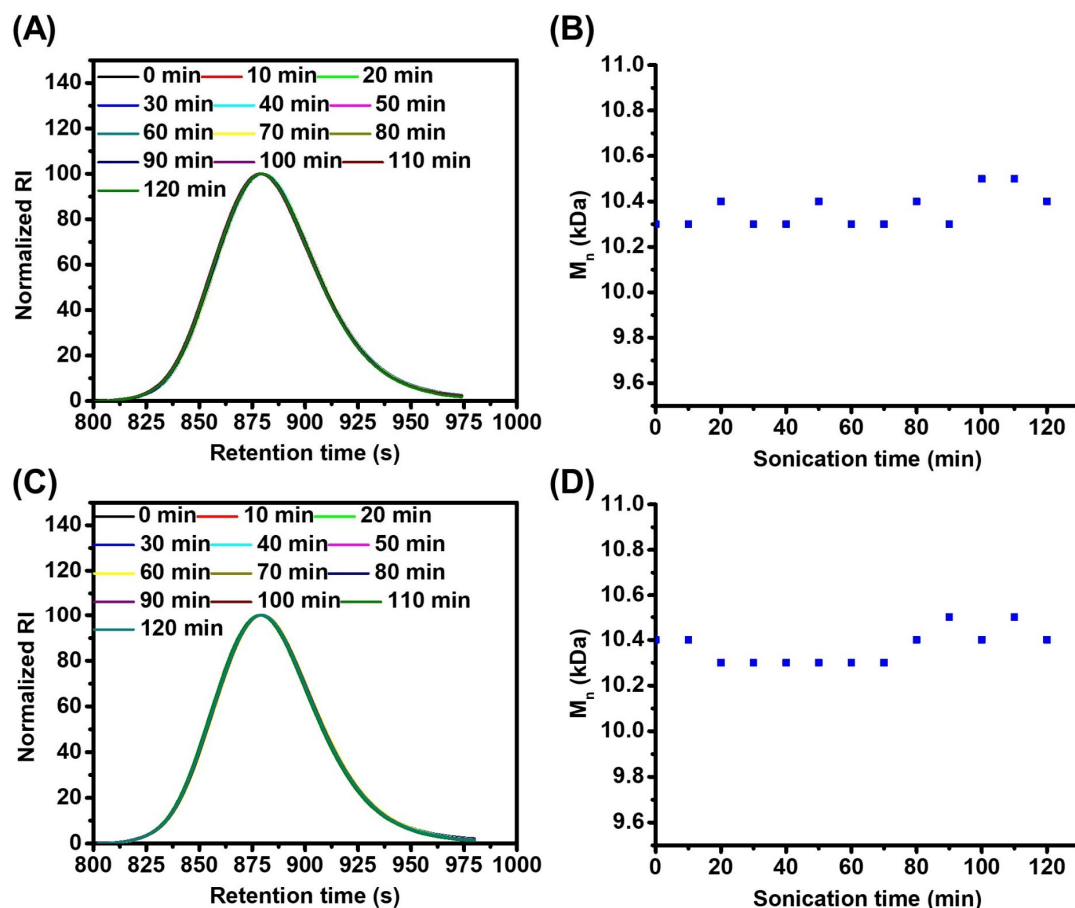 (A)
0 min 10 min 20 min
30 min 40 min 50 min
60 min 70 min 80 min
90 min 100 min 110 min
120 min
140
120
100
80
60
40
20
0
Normalized RI
800 825 850 875 900 925 950 975 1000
Retention time (s)
(B)
11.0
10.8
10.6
10.4
10.2
10.0
9.8
9.6
Mn (kDa)
0 20 40 60 80 100 120
Sonication time (min)
(C)
0 min 10 min 20 min
30 min 40 min 50 min
60 min 70 min 80 min
90 min 100 min 110 min
120 min
140
120
100
80
60
40
20
0
Normalized RI
800 825 850 875 900 925 950 975 1000
Retention time (s)
(D)
11.0
10.8
10.6
10.4
10.2
10.0
9.8
9.6
Mn (kDa)
0 20 40 60 80 100 120
Sonication time (min)